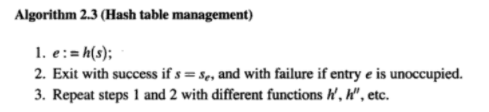 Algorithm 2.3 (Hash table management)
1. e := h(s);
2. Exit with success if s = sₑ, and with failure if entry e is unoccupied.
3. Repeat steps 1 and 2 with different functions h′, h″, etc.